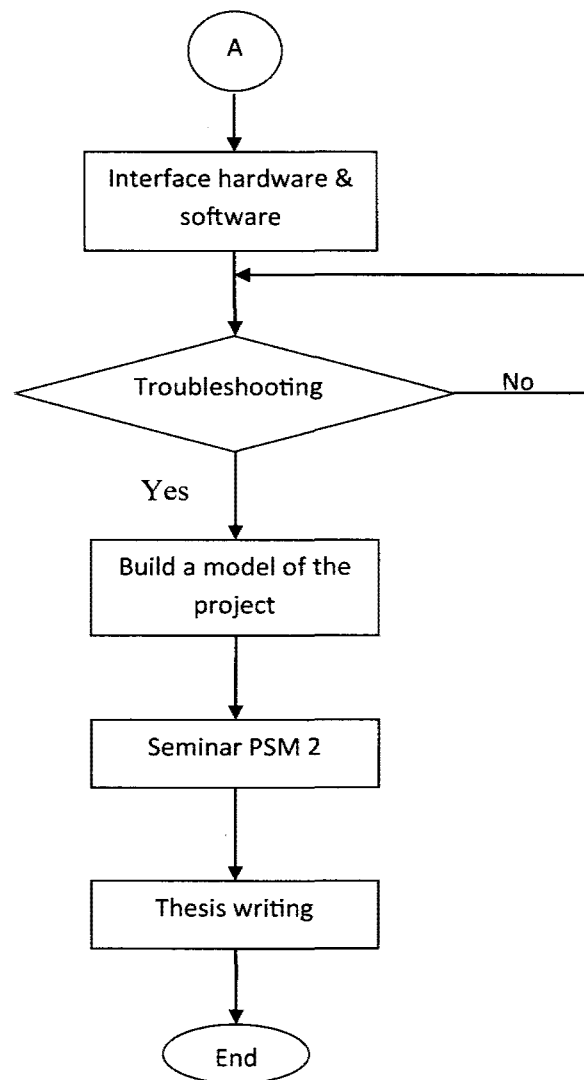 A
Interface hardware &
software
Troubleshooting
No
Yes
Build a model of the
project
Seminar PSM 2
Thesis writing
End